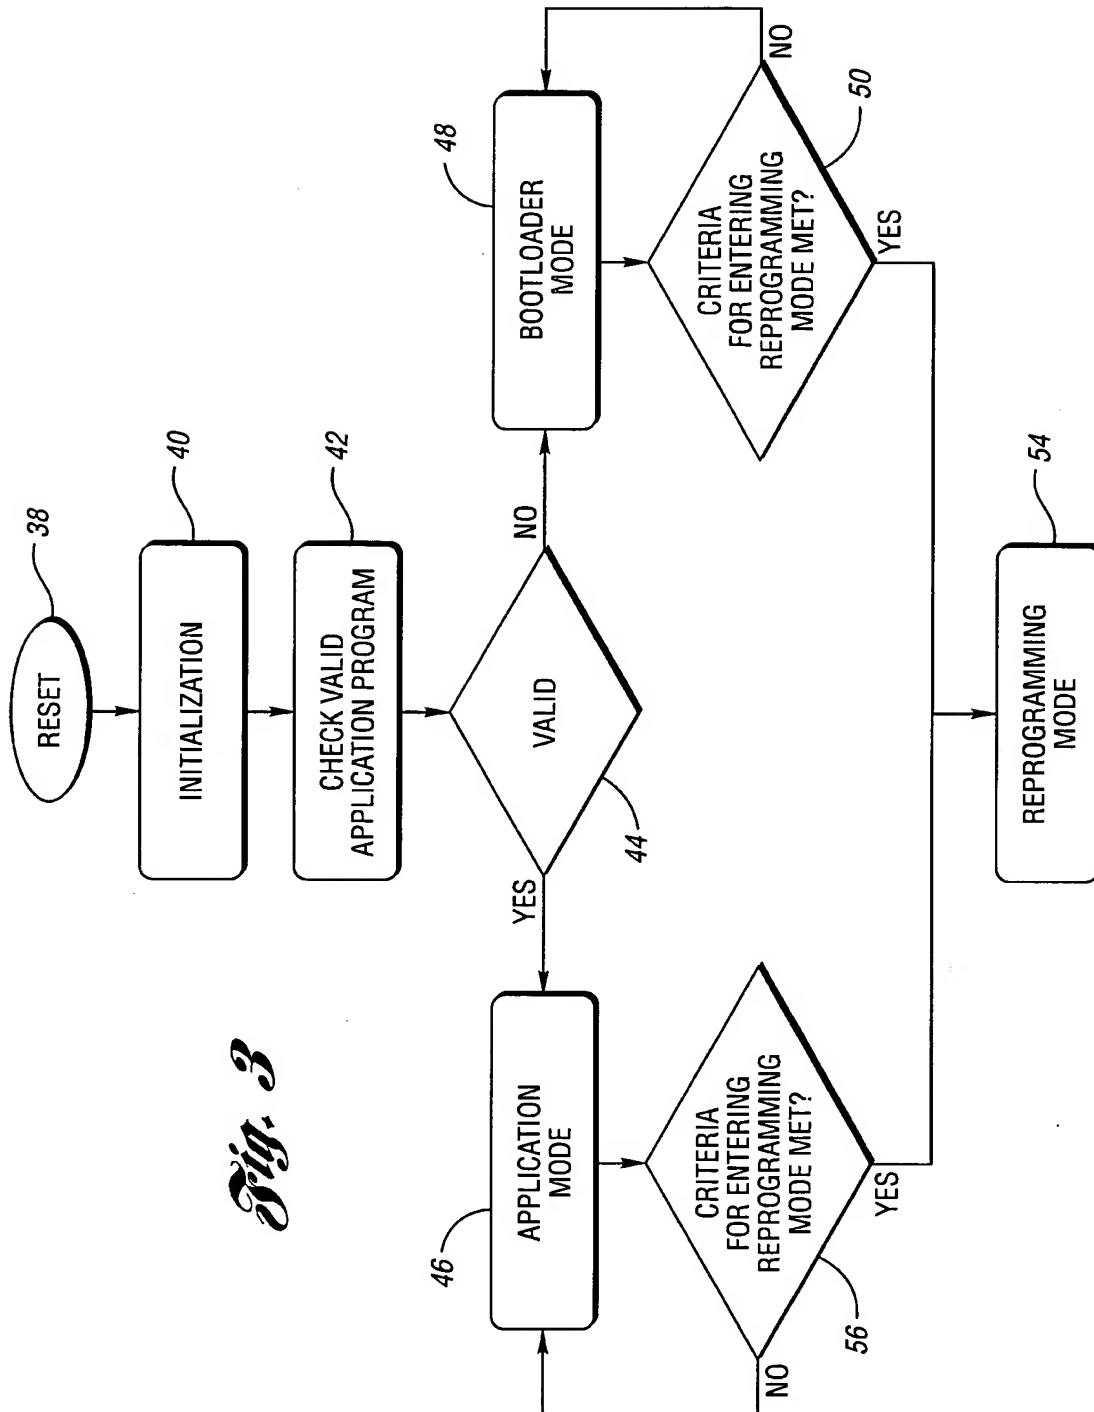 RESET
38
INITIALIZATION
40
CHECK VALID
APPLICATION PROGRAM
42
VALID
44
YES
NO
APPLICATION
MODE
46
BOOTLOADER
MODE
48
CRITERIA
FOR ENTERING
REPROGRAMMING
MODE MET?
56
NO
YES
CRITERIA
FOR ENTERING
REPROGRAMMING
MODE MET?
50
NO
YES
REPROGRAMMING
MODE
54
Fig. 3